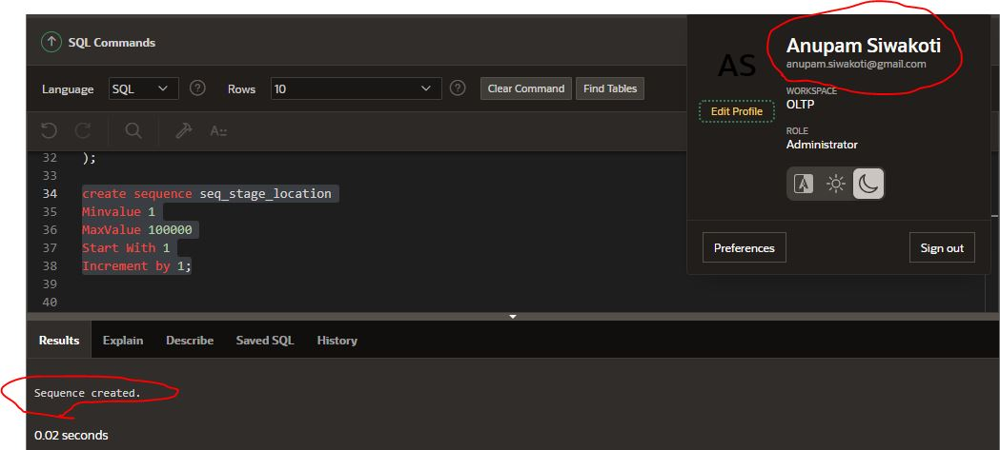 SQL Commands
Language SQL Rows 10 Clear Command Find Tables
32 );
33
34 create sequence seq_stage_location
35 Minvalue 1
36 MaxValue 100000
37 Start With 1
38 Increment by 1;
39
40
AS
Anupam Siwakoti
anupam.siwakoti@gmail.com
Edit Profile
WORKSPACE
OLTP
ROLE
Administrator
Preferences Sign out
Results Explain Describe Saved SQL History
Sequence created.
0.02 seconds